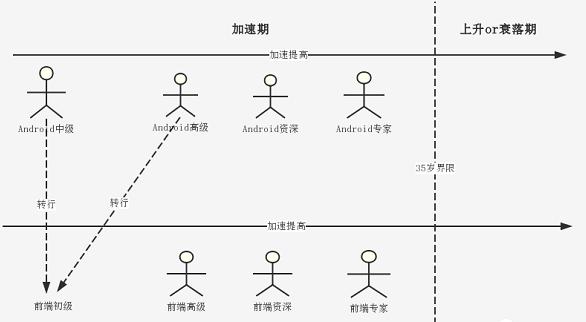 加速期
上升or衰落期
加速提高
Android中级
Android高级
Android资深
Android专家
35岁界限
转行
转行
加速提高
前端初级
前端高级
前端资深
前端专家